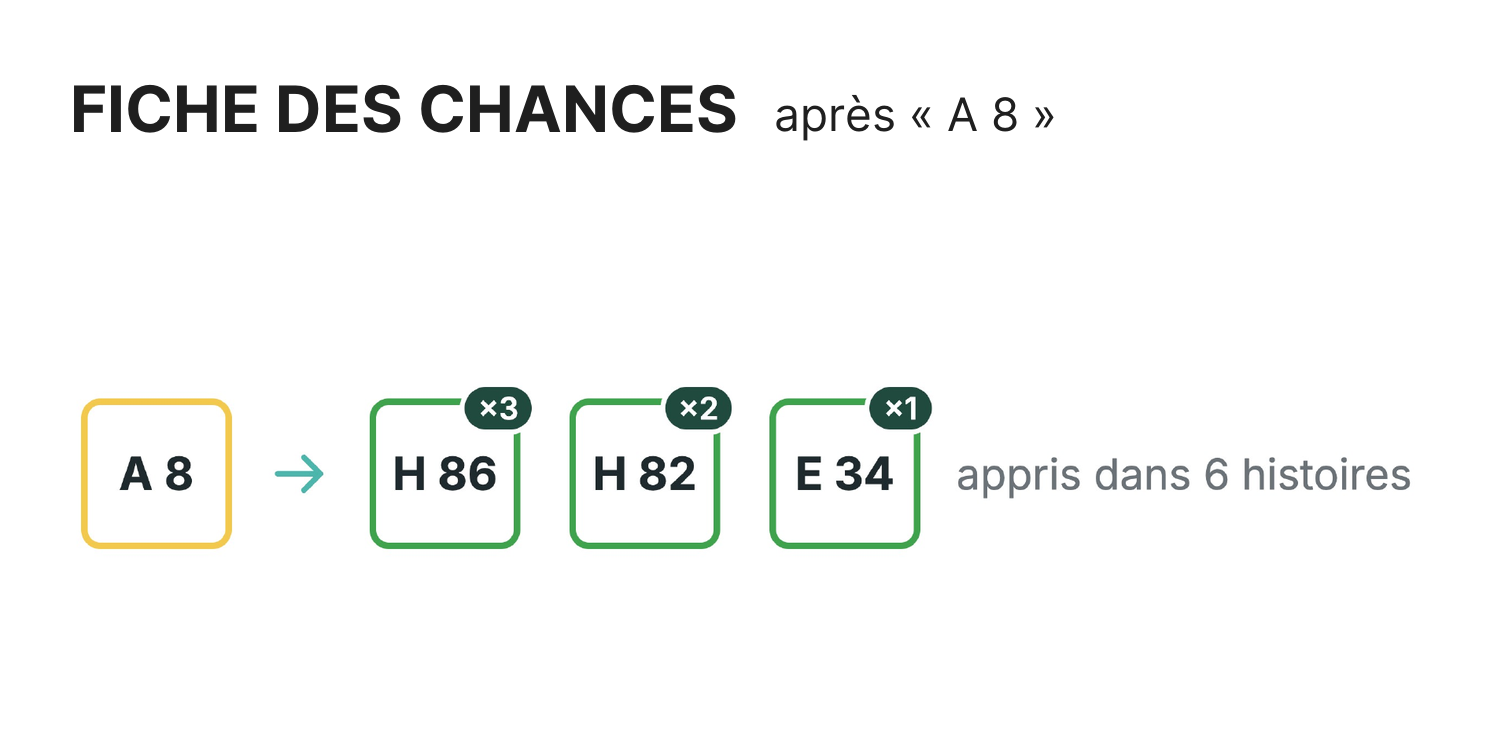 FICHE DES CHANCES après « A 8 »
×3 ×2 ×1
A 8 → H 86 H 82 E 34 appris dans 6 histoires